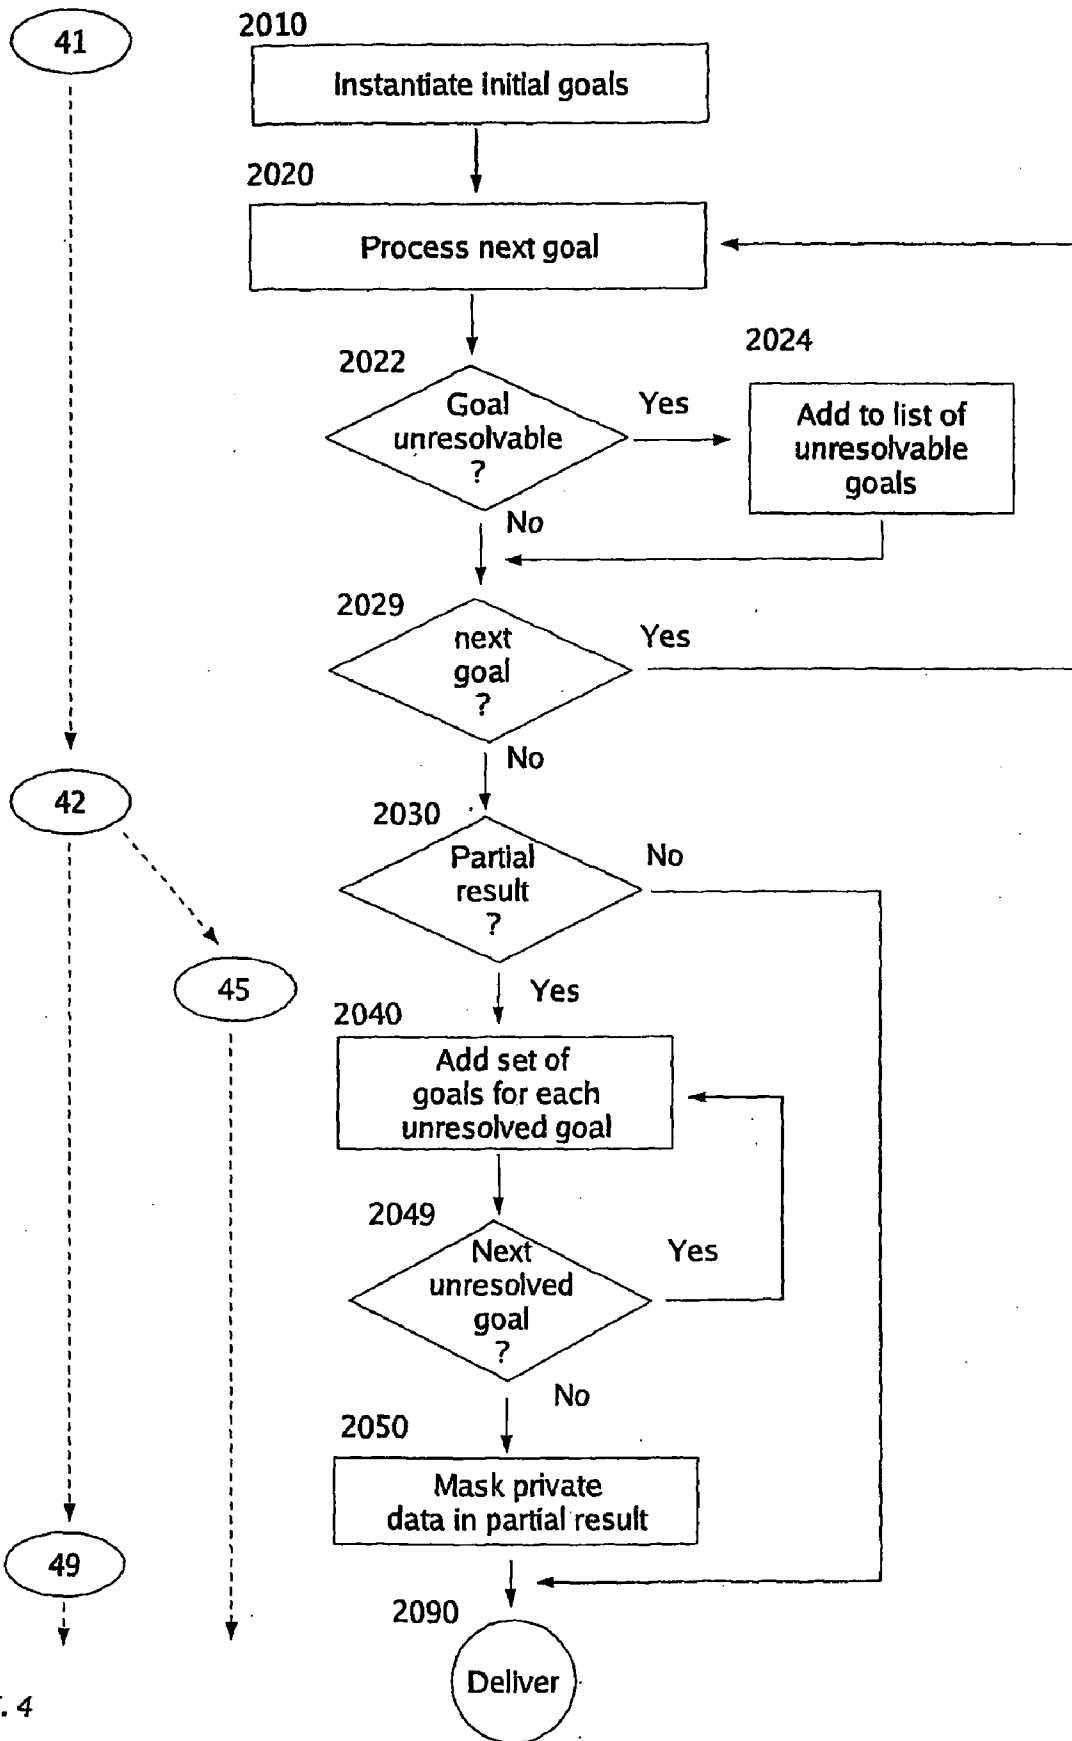 41
2010
Instantiate initial goals
2020
Process next goal
2022
Goal
unresolvable
?
Yes
2024
Add to list of
unresolvable
goals
No
2029
next
goal
?
Yes
No
42
2030
Partial
result
?
No
Yes
45
2040
Add set of
goals for each
unresolved goal
2049
Next
unresolved
goal
?
Yes
No
2050
Mask private
data in partial result
49
2090
Deliver
. 4